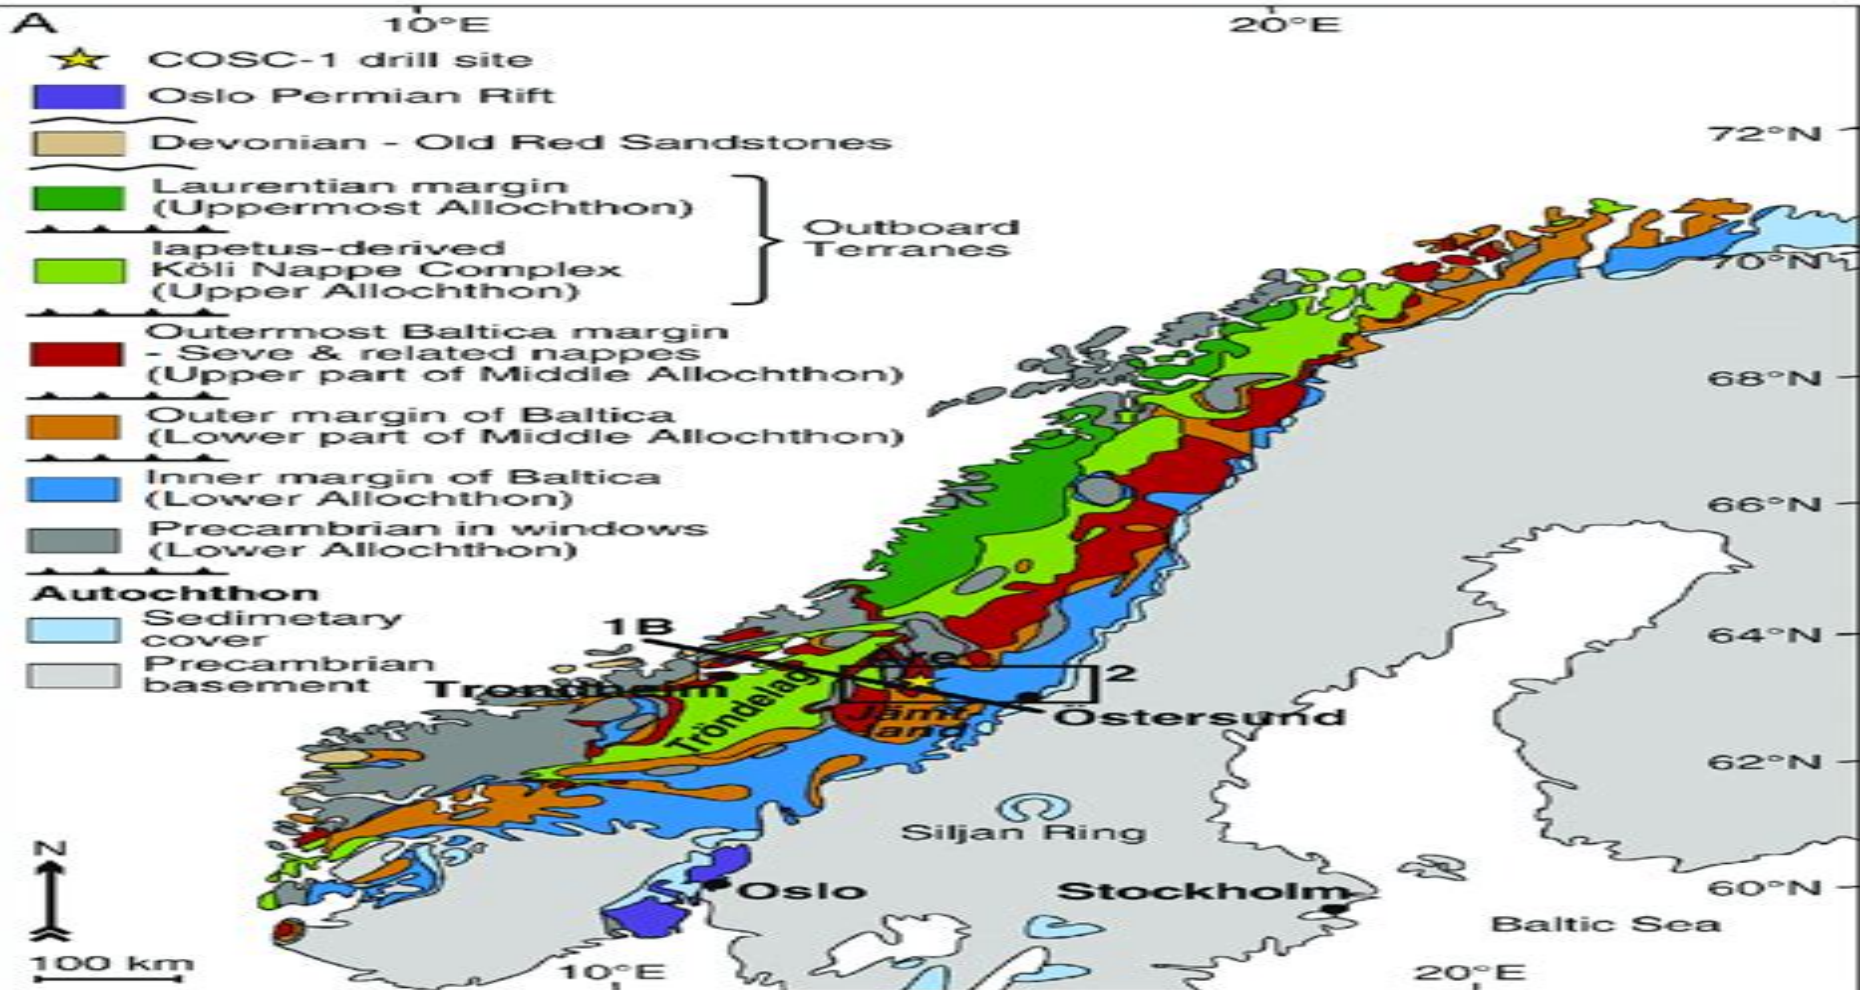 A
10°E
20°E
COSC-1 drill site
Oslo Permian Rift
Devonian - Old Red Sandstones
Laurentian margin
(Uppermost Allochthon)
Iapetus-derived
Köli Nappe Complex
(Upper Allochthon)
Outboard
Terranes
Outermost Baltica margin
- Seve & related nappes
(Upper part of Middle Allochthon)
Outer margin of Baltica
(Lower part of Middle Allochthon)
Inner margin of Baltica
(Lower Allochthon)
Precambrian in windows
(Lower Allochthon)
Autochthon
Sedimetary
cover
Precambrian
basement
72°N
70°N
68°N
66°N
64°N
62°N
60°N
1B
2
Trondheim
Tröndelag
Åre
Jämt
land
Östersund
Siljan Ring
Oslo
Stockholm
Baltic Sea
N
100 km
10°E
20°E